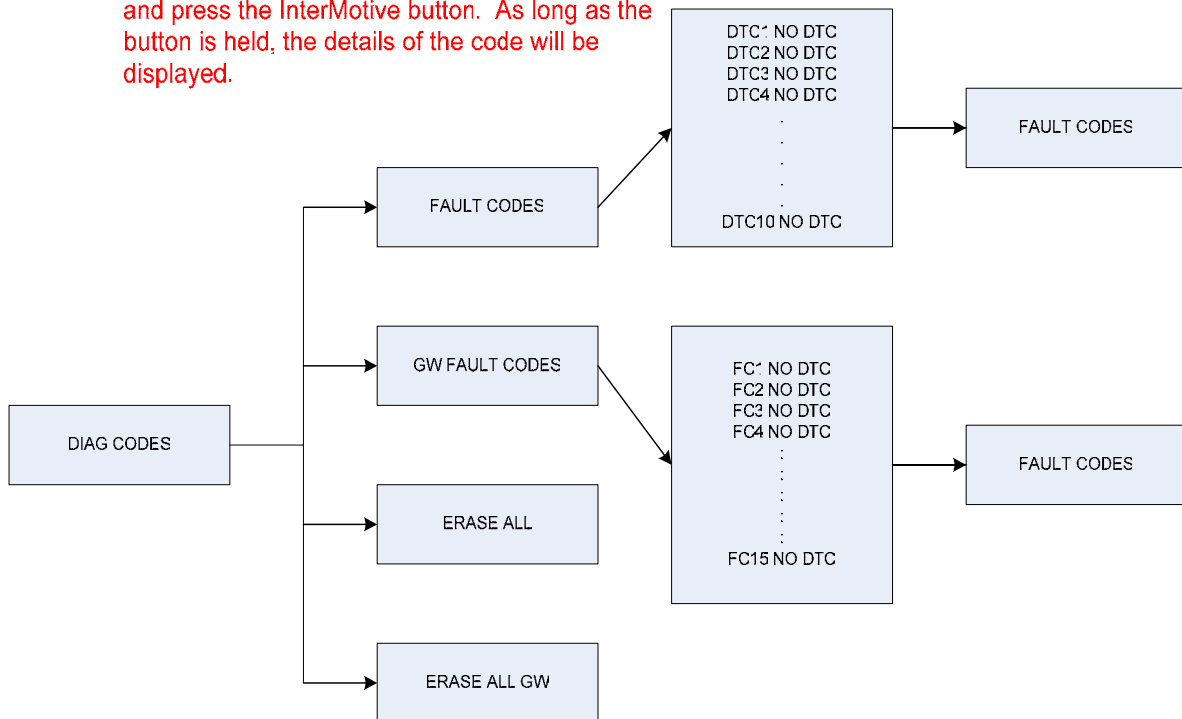 and press the InterMotive button. As long as the
button is held, the details of the code will be
displayed.
DTC1 NO DTC
DTC2 NO DTC
DTC3 NO DTC
DTC4 NO DTC
.
.
.
.
.
DTC10 NO DTC
FAULT CODES
FAULT CODES
GW FAULT CODES
FC1 NO DTC
FC2 NO DTC
FC3 NO DTC
FC4 NO DTC
:
:
:
:
:
FC15 NO DTC
DIAG CODES
FAULT CODES
ERASE ALL
ERASE ALL GW